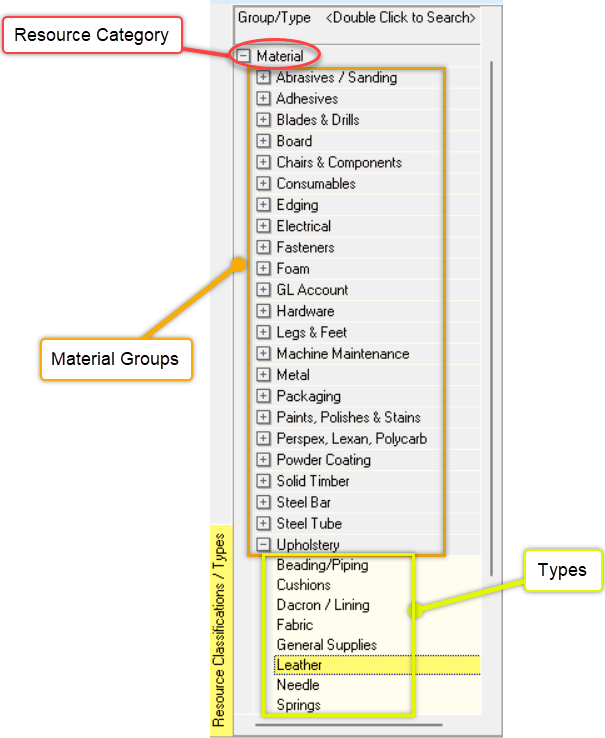 Group/Type <Double Click to Search>
Resource Category
Material
Abrasives / Sanding
Adhesives
Blades & Drills
Board
Chairs & Components
Consumables
Edging
Electrical
Fasteners
Foam
GL Account
Hardware
Legs & Feet
Machine Maintenance
Material Groups
Metal
Packaging
Paints, Polishes & Stains
Perspex, Lexan, Polycarb
Powder Coating
Solid Timber
Steel Bar
Steel Tube
Upholstery
Beading/Piping
Cushions
Dacron / Lining
Fabric
General Supplies
Leather
Needle
Springs
Types
Resource Classifications / Types